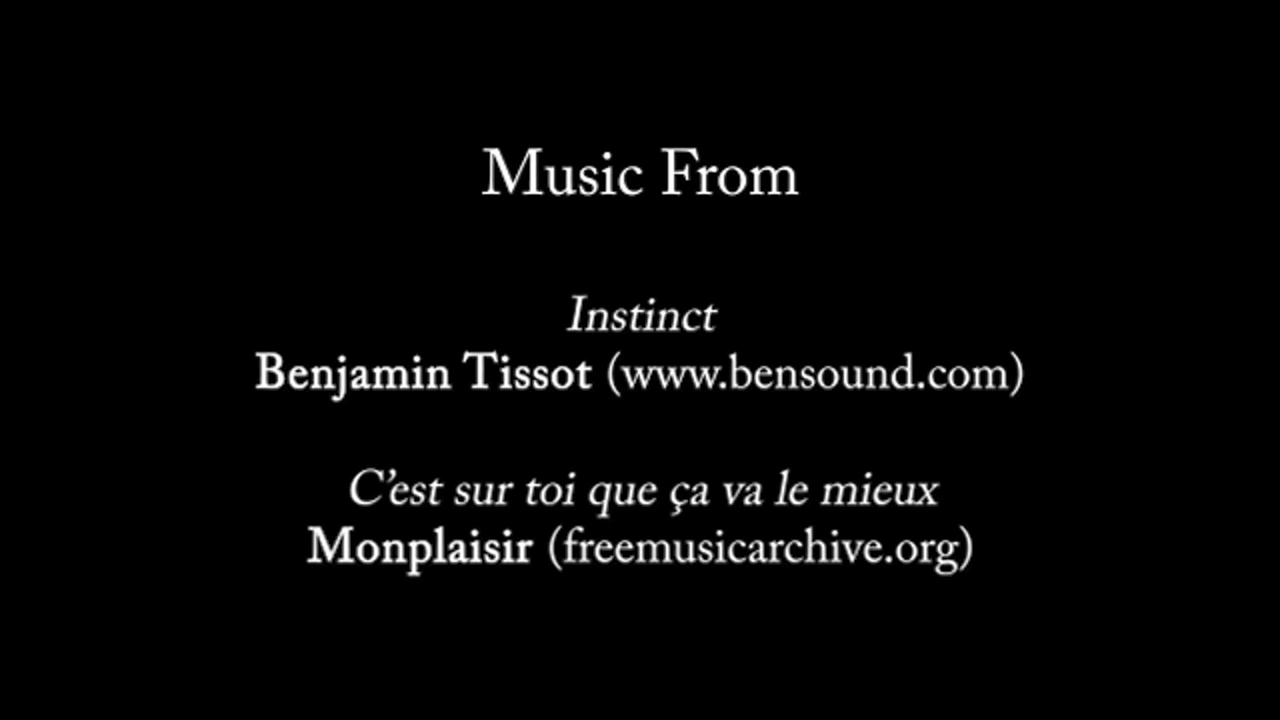 Music From
Instinct
Benjamin Tissot (www.bensound.com)
C’est sur toi que ça va le mieux
Monplaisir (freemusicarchive.org)